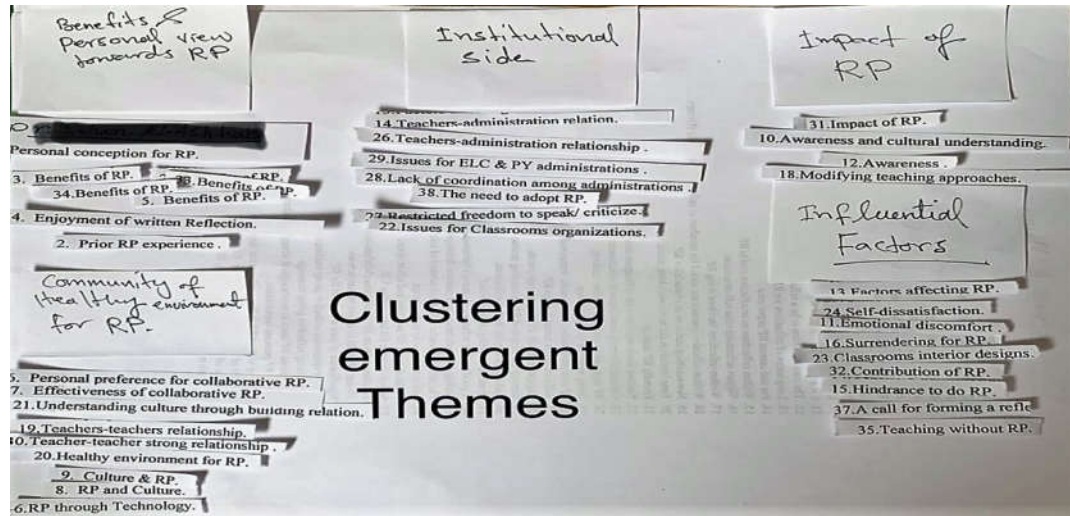 Benefits &
Personal view
towards RP
Personal conception for RP.
3. Benefits of RP.
33.Benefits of RP.
34.Benefits of RP.
5. Benefits of RP.
4. Enjoyment of written Reflection.
2. Prior RP experience .
Community of
Healthy environment
for RP.
Personal preference for collaborative RP.
7. Effectiveness of collaborative RP.
21.Understanding culture through building relation.
19.Teachers-teachers relationship.
0.Teacher-teacher strong relationship .
20.Healthy environment for RP.
9. Culture & RP.
8. RP and Culture.
6.RP through Technology.
Institutional
side
14.Teachers-administration relation.
26.Teachers-administration relationship .
29.Issues for ELC & PY administrations .
28.Lack of coordination among administrations .
38.The need to adopt RP.
Restricted freedom to speak/ criticize.
22.Issues for Classrooms organizations.
Clustering
emergent
Themes
Impact of
RP
31.Impact of RP.
10.Awareness and cultural understanding.
12.Awareness .
18.Modifying teaching approaches.
Influential
Factors
13.Factors affecting RP.
24.Self-dissatisfaction.
11.Emotional discomfort .
16.Surrendering for RP.
23.Classrooms interior designs.
32.Contribution of RP.
15.Hindrance to do RP.
37.A call for forming a refle
35.Teaching without RP.